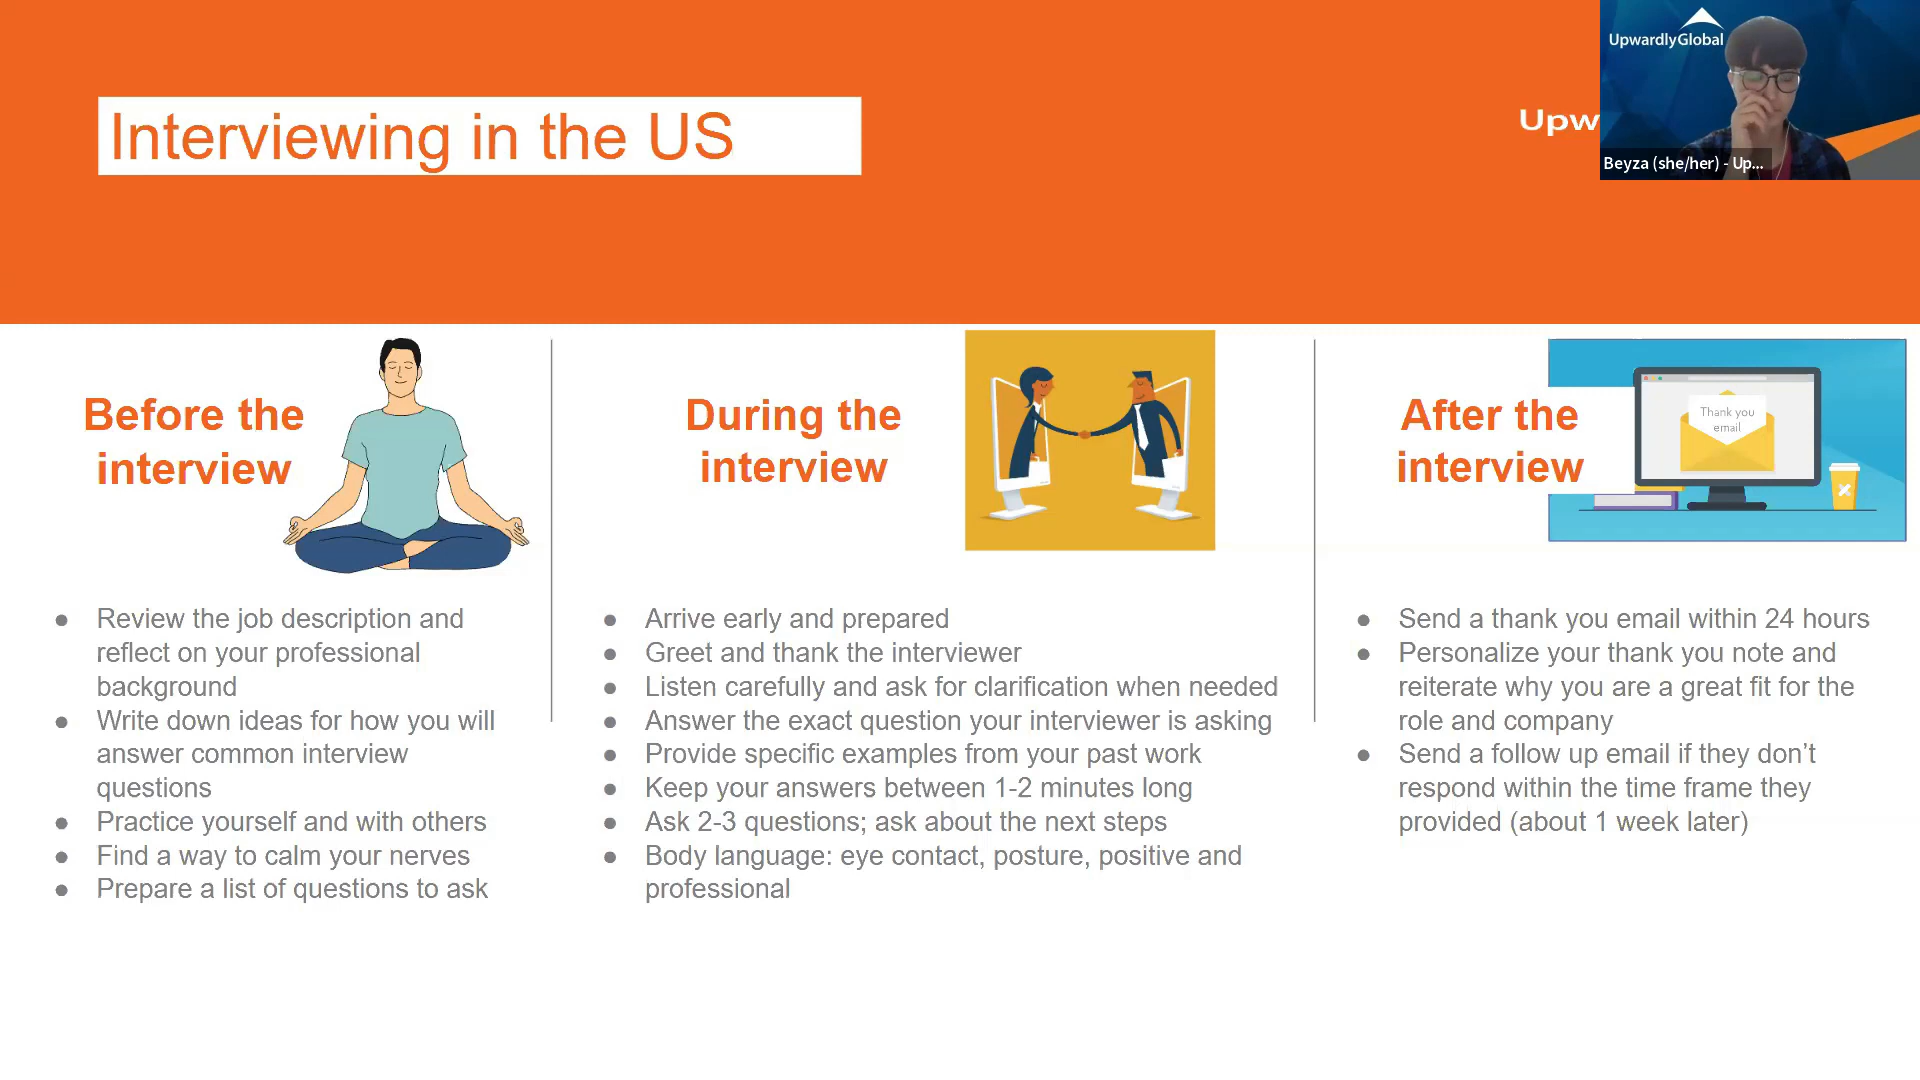 Interviewing in the US
Upw
UpwardlyGlobal
Beyza (she/her) - Up...
Before the
interview
● Review the job description and
reflect on your professional
background
● Write down ideas for how you will
answer common interview
questions
● Practice yourself and with others
● Find a way to calm your nerves
● Prepare a list of questions to ask
During the
interview
● Arrive early and prepared
● Greet and thank the interviewer
● Listen carefully and ask for clarification when needed
● Answer the exact question your interviewer is asking
● Provide specific examples from your past work
● Keep your answers between 1-2 minutes long
● Ask 2-3 questions; ask about the next steps
● Body language: eye contact, posture, positive and
professional
After the
interview
Thank you
email
● Send a thank you email within 24 hours
● Personalize your thank you note and
reiterate why you are a great fit for the
role and company
● Send a follow up email if they don’t
respond within the time frame they
provided (about 1 week later)